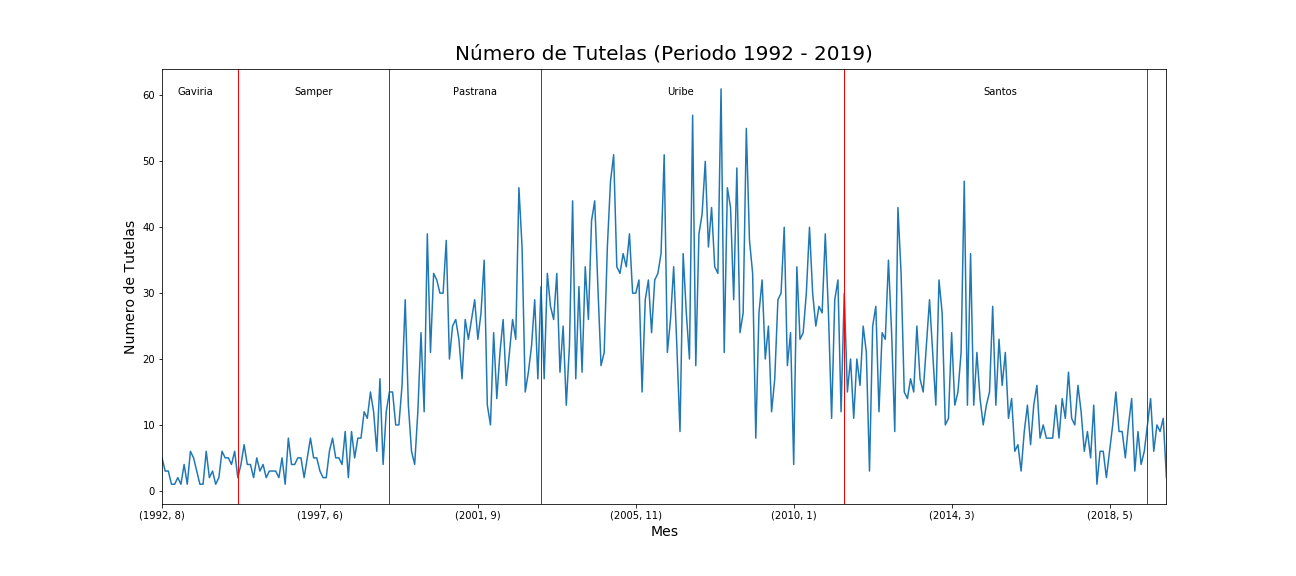 Número de Tutelas (Periodo 1992 - 2019)
Gaviria Samper Pastrana Uribe Santos
60
50
40
30
20
10
0
Numero de Tutelas
(1992, 8) (1997, 6) (2001, 9) (2005, 11) (2010, 1) (2014, 3) (2018, 5)
Mes